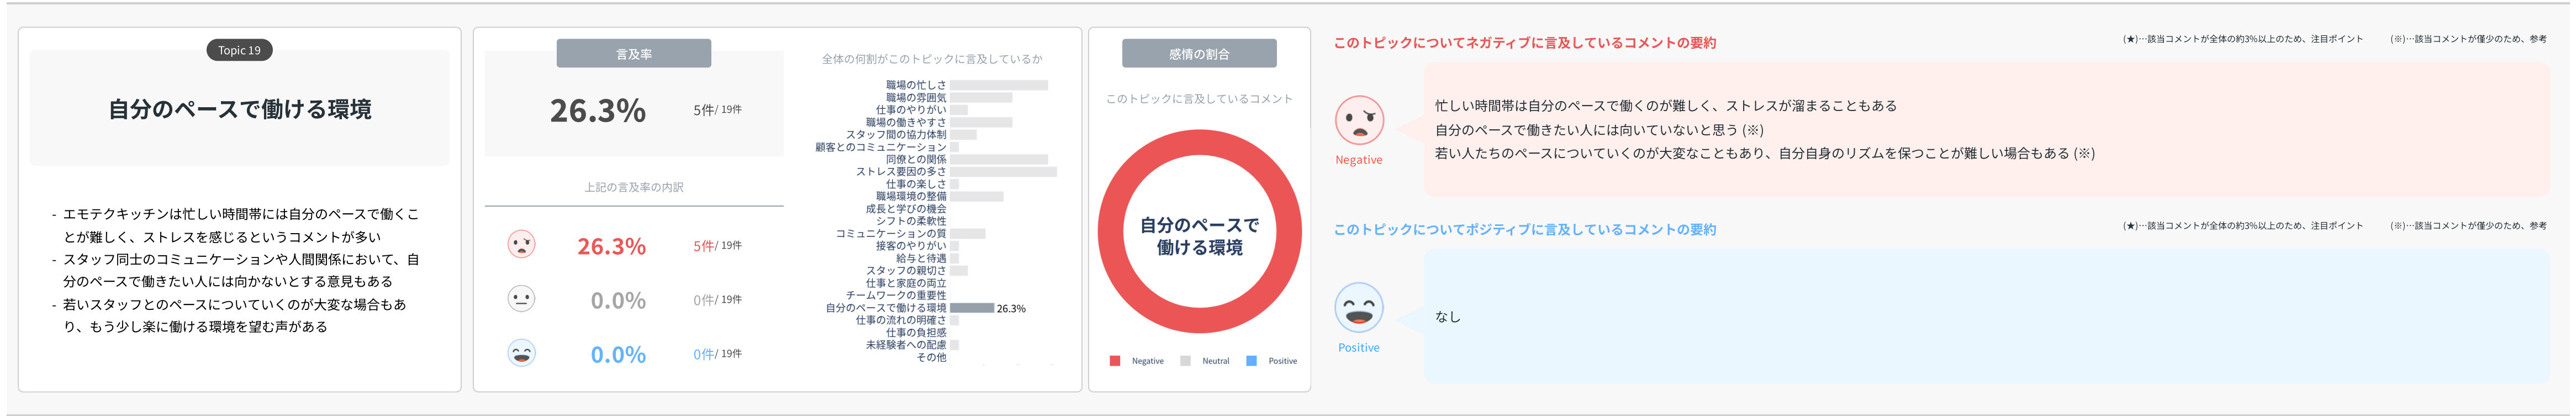 Topic 19
自分のペースで働ける環境
- エモテクキッチンは忙しい時間帯には自分のペースで働くこ
とが難しく、ストレスを感じるというコメントが多い
- スタッフ同士のコミュニケーションや人間関係において、自
分のペースで働きたい人には向かないとする意見もある
- 若いスタッフとのペースについていくのが大変な場合もあ
り、もう少し楽に働ける環境を望む声がある
言及率
26.3% 5件/ 19件
上記の言及率の内訳
26.3% 5件/ 19件
0.0% 0件/ 19件
0.0% 0件/ 19件
全体の何割がこのトピックに言及しているか
職場の忙しさ
職場の雰囲気
仕事のやりがい
職場の働きやすさ
スタッフ間の協力体制
顧客とのコミュニケーション
同僚との関係
ストレス要因の多さ
仕事の楽しさ
職場環境の整備
成長と学びの機会
シフトの柔軟性
コミュニケーションの質
接客のやりがい
給与と待遇
スタッフの親切さ
仕事と家庭の両立
チームワークの重要性
自分のペースで働ける環境 26.3%
仕事の流れの明確さ
仕事の負担感
未経験者への配慮
その他
感情の割合
このトピックに言及しているコメント
自分のペースで
働ける環境
Negative Neutral Positive
このトピックについてネガティブに言及しているコメントの要約
(★)…該当コメントが全体の約3%以上のため、注目ポイント (※)…該当コメントが僅少のため、参考
Negative
忙しい時間帯は自分のペースで働くのが難しく、ストレスが溜まることもある
自分のペースで働きたい人には向いていないと思う (※)
若い人たちのペースについていくのが大変なこともあり、自分自身のリズムを保つことが難しい場合もある (※)
このトピックについてポジティブに言及しているコメントの要約
(★)…該当コメントが全体の約3%以上のため、注目ポイント (※)…該当コメントが僅少のため、参考
Positive
なし